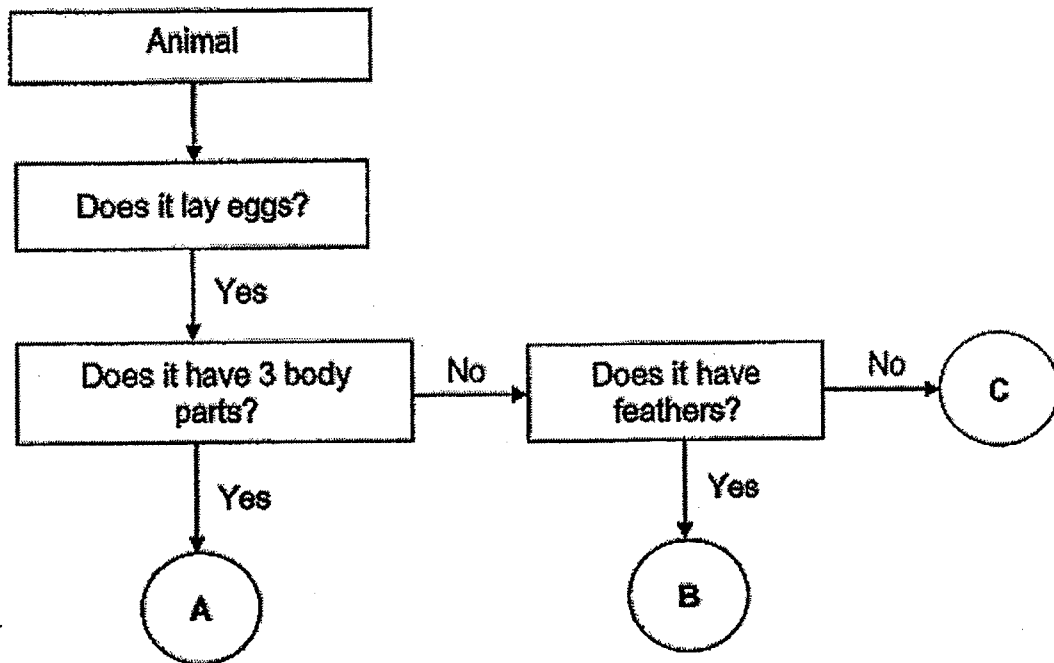 Animal
Does it lay eggs?
Yes
Does it have 3 body
parts?
No
Does it have
feathers?
No
C
Yes
A
Yes
B